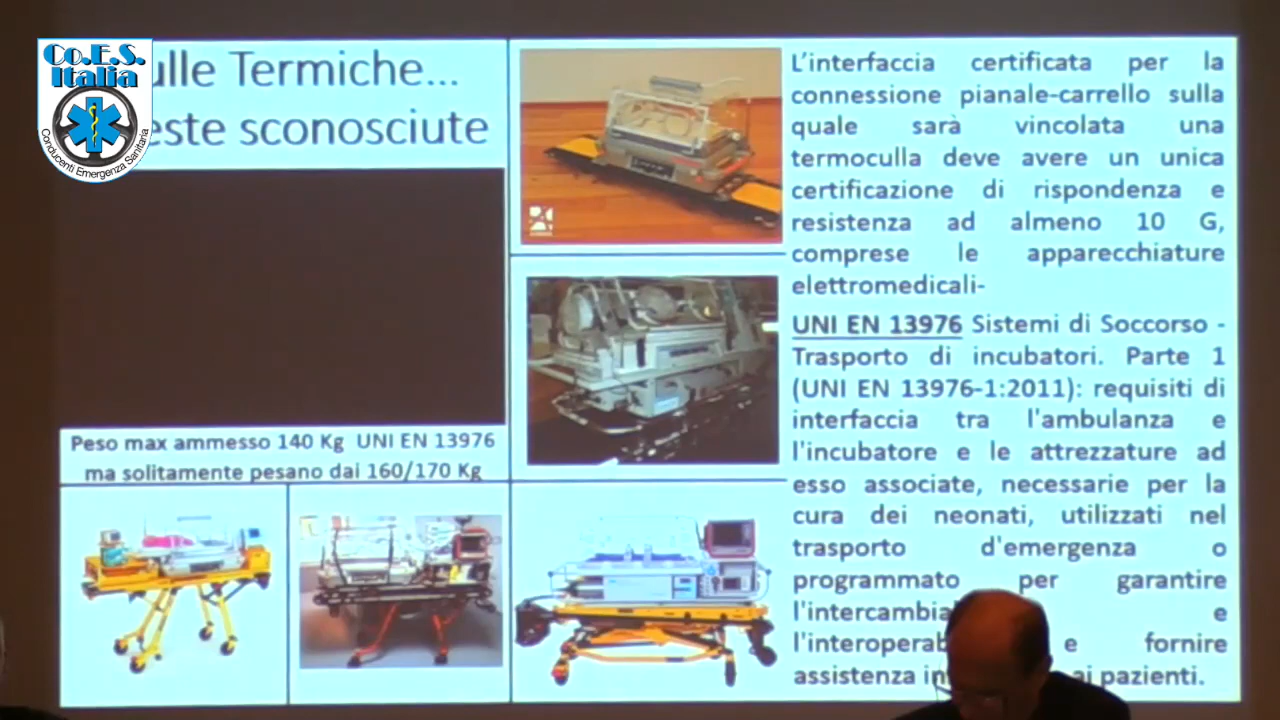 Co.E.S.
Italia
Conducenti Emergenza Sanitaria
ulle Termiche...
este sconosciute
Peso max ammesso 140 Kg UNI EN 13976
ma solitamente pesano dai 160/170 Kg
L'interfaccia certificata per la
connessione pianale-carrello sulla
quale sarà vincolata una
termoculla deve avere un unica
certificazione di rispondenza e
resistenza ad almeno 10 G,
comprese le apparecchiature
elettromedicali-
UNI EN 13976 Sistemi di Soccorso -
Trasporto di incubatori. Parte 1
(UNI EN 13976-1:2011): requisiti di
interfaccia tra l'ambulanza e
l'incubatore e le attrezzature ad
esso associate, necessarie per la
cura dei neonati, utilizzati nel
trasporto d'emergenza o
programmato per garantire
l'intercambia e
l'interoperab e fornire
assistenza in ai pazienti.